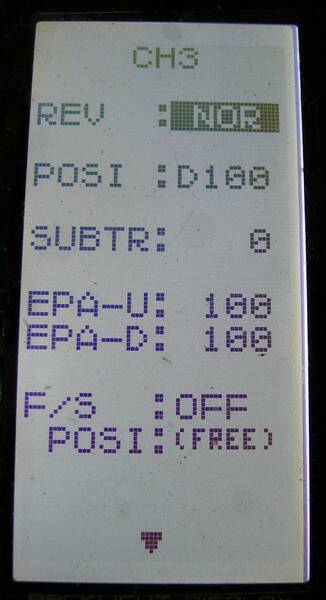 CH3
REV :NOR
POSI :D100
SUBTR: 0
EPA-U: 100
EPA-D: 100
F/S :OFF
POSI:(FREE)